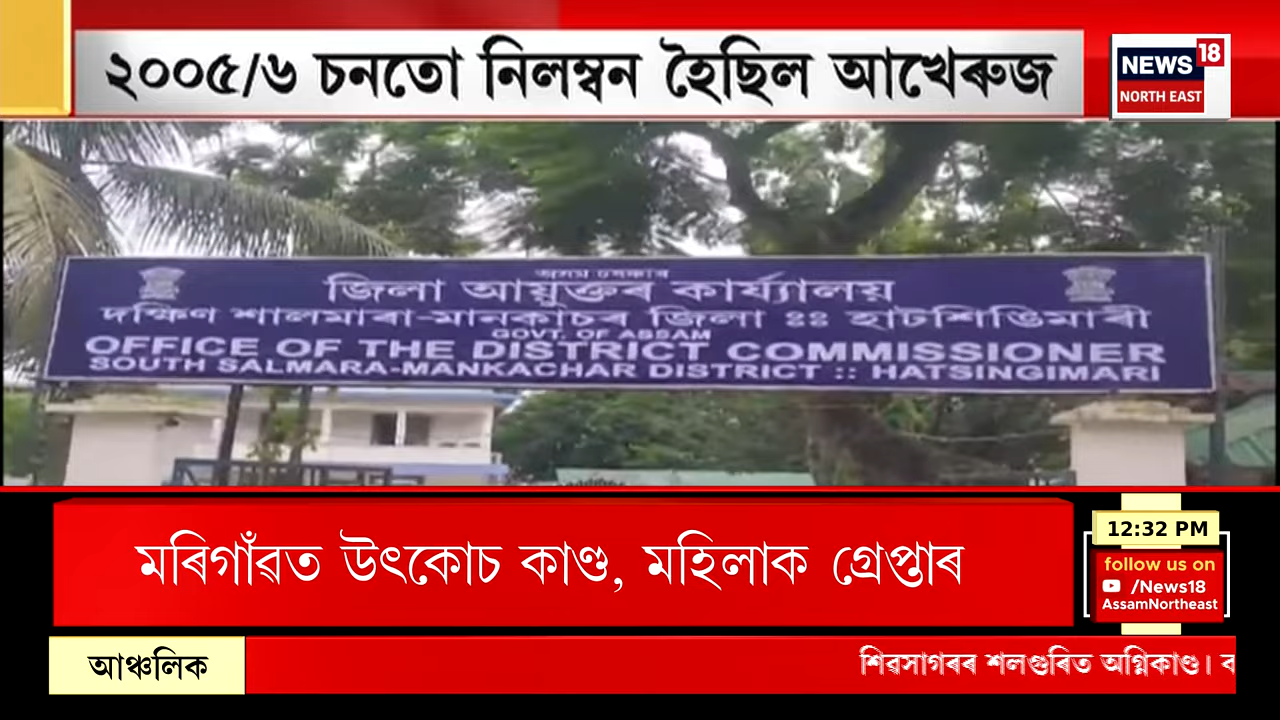 ২০০৫/৬ চনতো নিলম্বন হৈছিল আখেৰুজ
NEWS 18
NORTH EAST
অসম চৰকাৰ
জিলা আয়ুক্তৰ কাৰ্য্যালয়
দক্ষিণ শালমাৰা-মানকাচৰ জিলা ঃঃ হাটশিঙিমাৰী
GOVT. OF ASSAM
OFFICE OF THE DISTRICT COMMISSIONER
SOUTH SALMARA-MANKACHAR DISTRICT :: HATSINGIMARI
মৰিগাঁৱত উৎকোচ কাণ্ড, মহিলাক গ্ৰেপ্তাৰ
12:32 PM
follow us on
/News18
AssamNortheast
আঞ্চলিক
শিৱসাগৰৰ শলগুৰিত অগ্নিকাণ্ড।